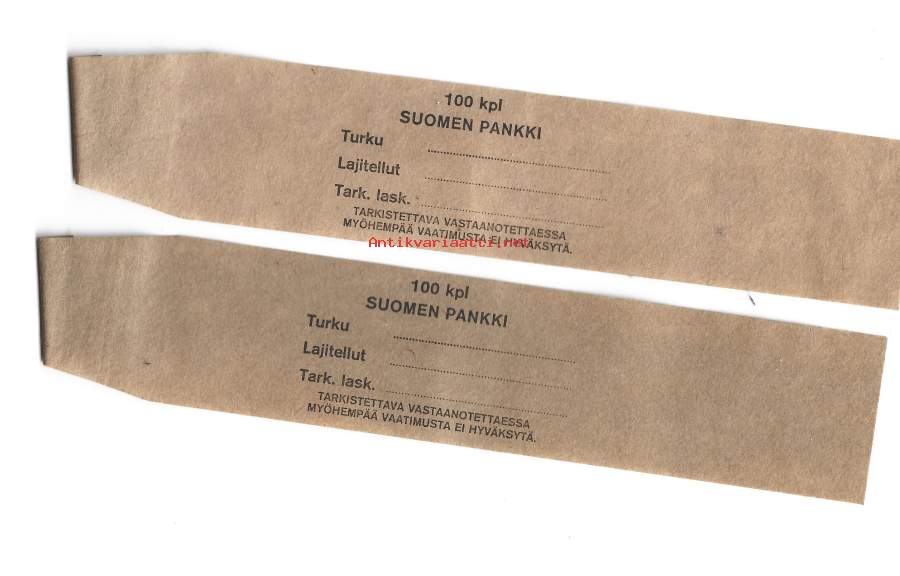 100 kpl
SUOMEN PANKKI
Turku
Lajitellut
Tark. lask.
TARKISTETTAVA VASTAANOTETTAESSA
MYÖHEMPÄÄ VAATIMUSTA EI HYVÄKSYTÄ.
Antikvariaatti.net
100 kpl
SUOMEN PANKKI
Turku
Lajitellut
Tark. lask.
TARKISTETTAVA VASTAANOTETTAESSA
MYÖHEMPÄÄ VAATIMUSTA EI HYVÄKSYTÄ.